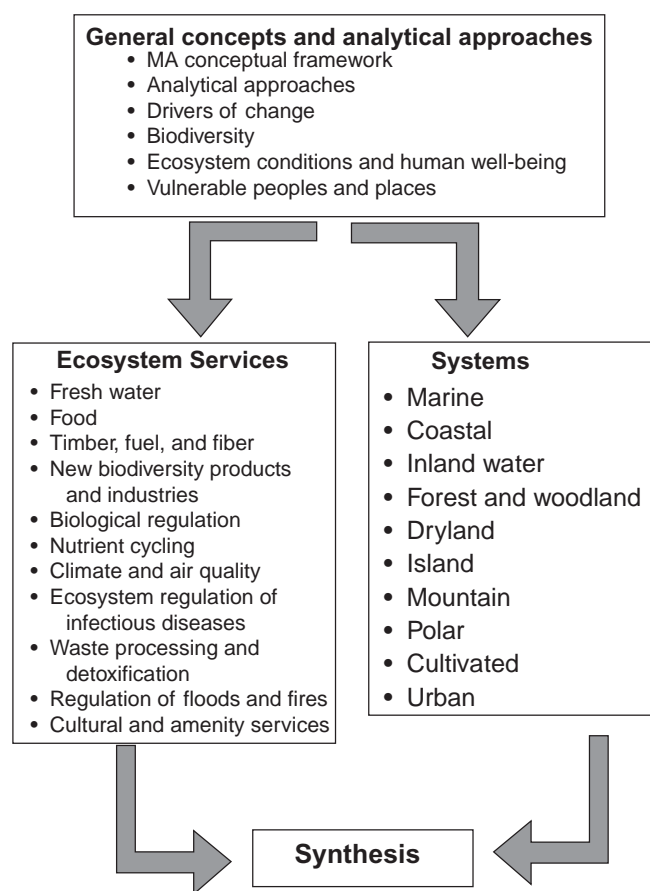 General concepts and analytical approaches
• MA conceptual framework
• Analytical approaches
• Drivers of change
• Biodiversity
• Ecosystem conditions and human well-being
• Vulnerable peoples and places
Ecosystem Services
• Fresh water
• Food
• Timber, fuel, and fiber
• New biodiversity products
and industries
• Biological regulation
• Nutrient cycling
• Climate and air quality
• Ecosystem regulation of
infectious diseases
• Waste processing and
detoxification
• Regulation of floods and fires
• Cultural and amenity services
Systems
• Marine
• Coastal
• Inland water
• Forest and woodland
• Dryland
• Island
• Mountain
• Polar
• Cultivated
• Urban
Synthesis